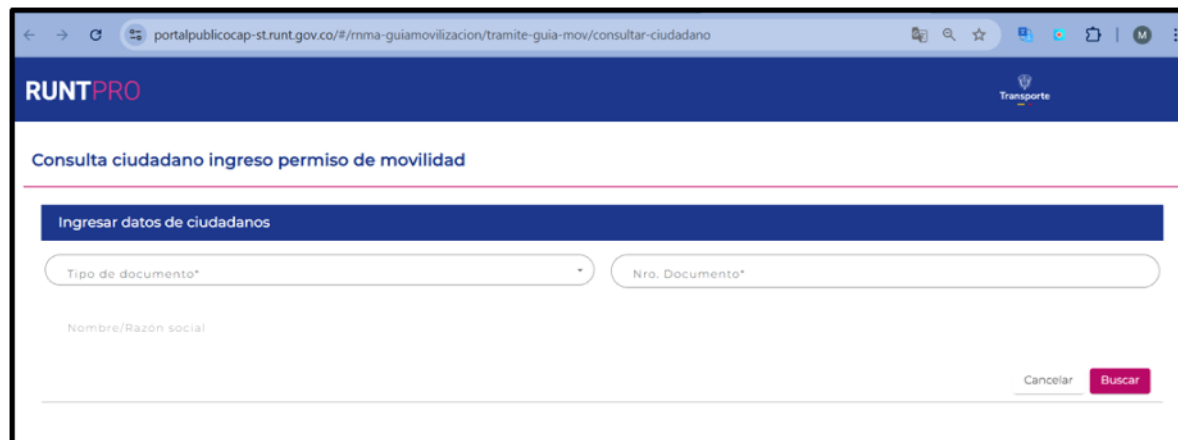 portalpublicocap-st.runt.gov.co/#/rnma-guiamovilizacion/tramite-guia-mov/consultar-ciudadano
M
RUNTPRO
Transporte
Consulta ciudadano ingreso permiso de movilidad
Ingresar datos de ciudadanos
Tipo de documento* Nro. Documento*
Nombre/Razón social
Cancelar Buscar